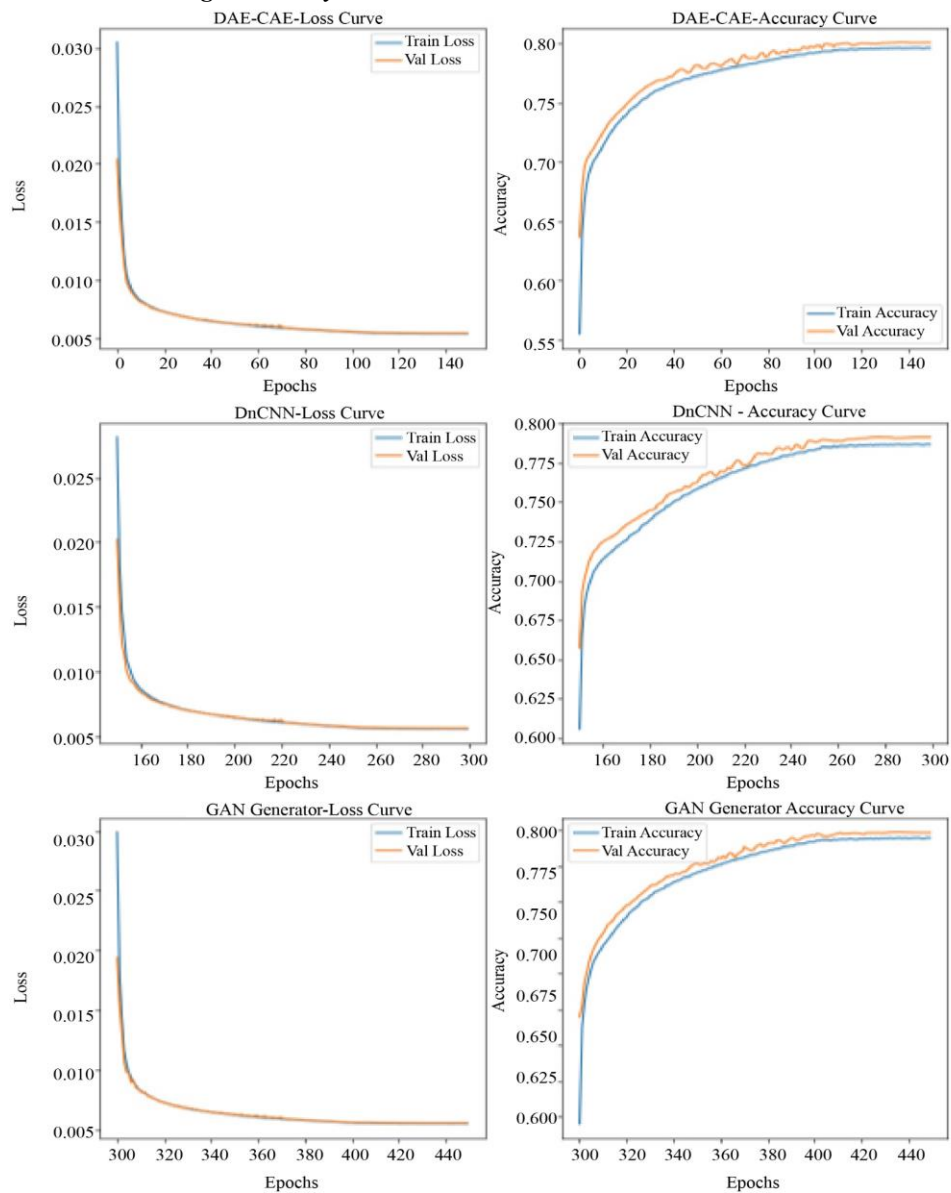 DAE-CAE-Loss Curve
0.030
0.025
0.020
0.015
0.010
0.005
Loss
Train Loss
Val Loss
0 20 40 60 80 100 120 140
Epochs
DAE-CAE-Accuracy Curve
0.80
0.75
0.70
0.65
0.60
0.55
Accuracy
Train Accuracy
Val Accuracy
0 20 40 60 80 100 120 140
Epochs
DnCNN-Loss Curve
0.025
0.020
0.015
0.010
0.005
Loss
Train Loss
Val Loss
160 180 200 220 240 260 280 300
Epochs
DnCNN - Accuracy Curve
0.800
0.775
0.750
0.725
0.700
0.675
0.650
0.625
0.600
Accuracy
Train Accuracy
Val Accuracy
160 180 200 220 240 260 280 300
Epochs
GAN Generator-Loss Curve
0.030
0.025
0.020
0.015
0.010
0.005
Loss
Train Loss
Val Loss
300 320 340 360 380 400 420 440
Epochs
GAN Generator Accuracy Curve
0.800
0.775
0.750
0.700
0.675
0.650
0.625
0.600
Accuracy
Train Accuracy
Val Accuracy
300 320 340 360 380 400 420 440
Epochs